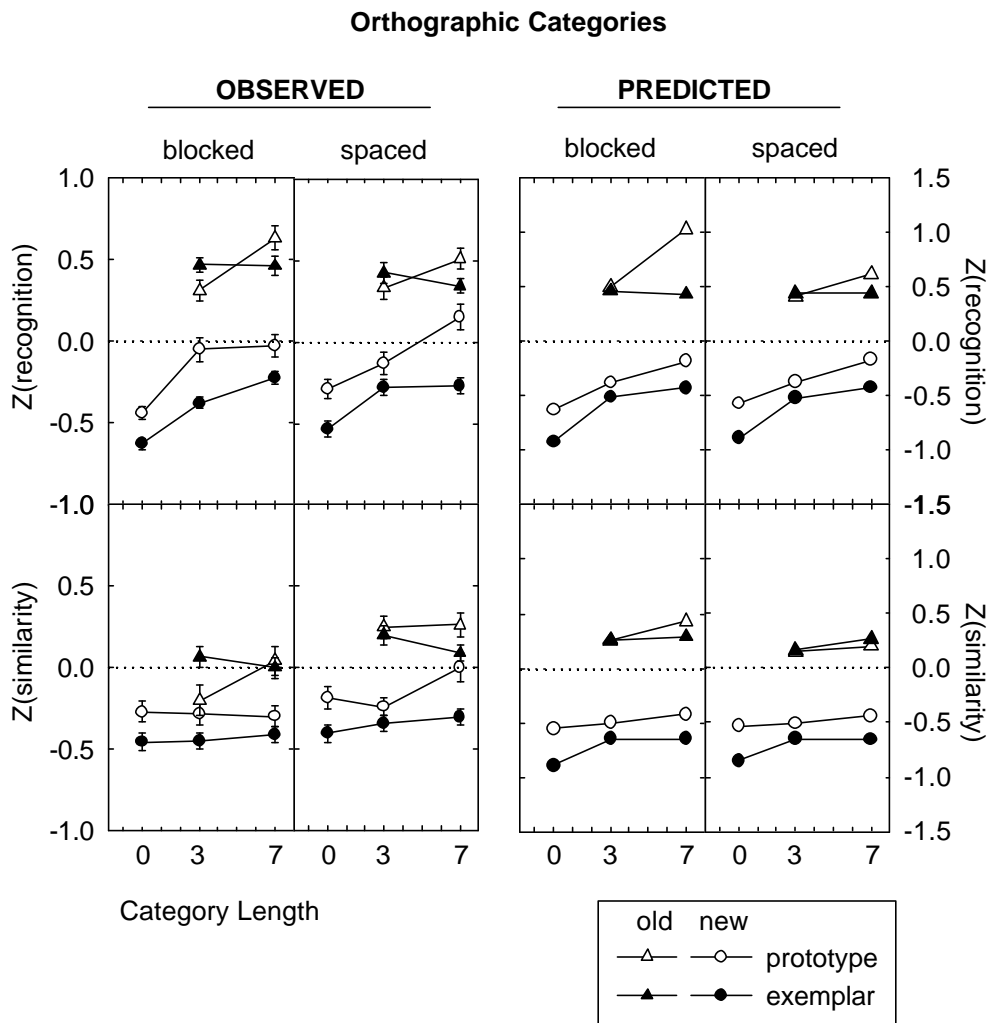 Orthographic Categories
OBSERVED PREDICTED
blocked spaced blocked spaced
1.0 1.5
0.5 1.0
0.5
0.0 0.0
-0.5 -0.5
-1.0
-1.0 -1.5
Z(recognition) Z(recognition)
1.0 1.5
0.5 1.0
0.5
0.0 0.0
-0.5 -0.5
-1.0
-1.0 -1.5
Z(similarity) Z(similarity)
0 3 7 0 3 7 0 3 7 0 3 7
Category Length
old new
prototype
exemplar